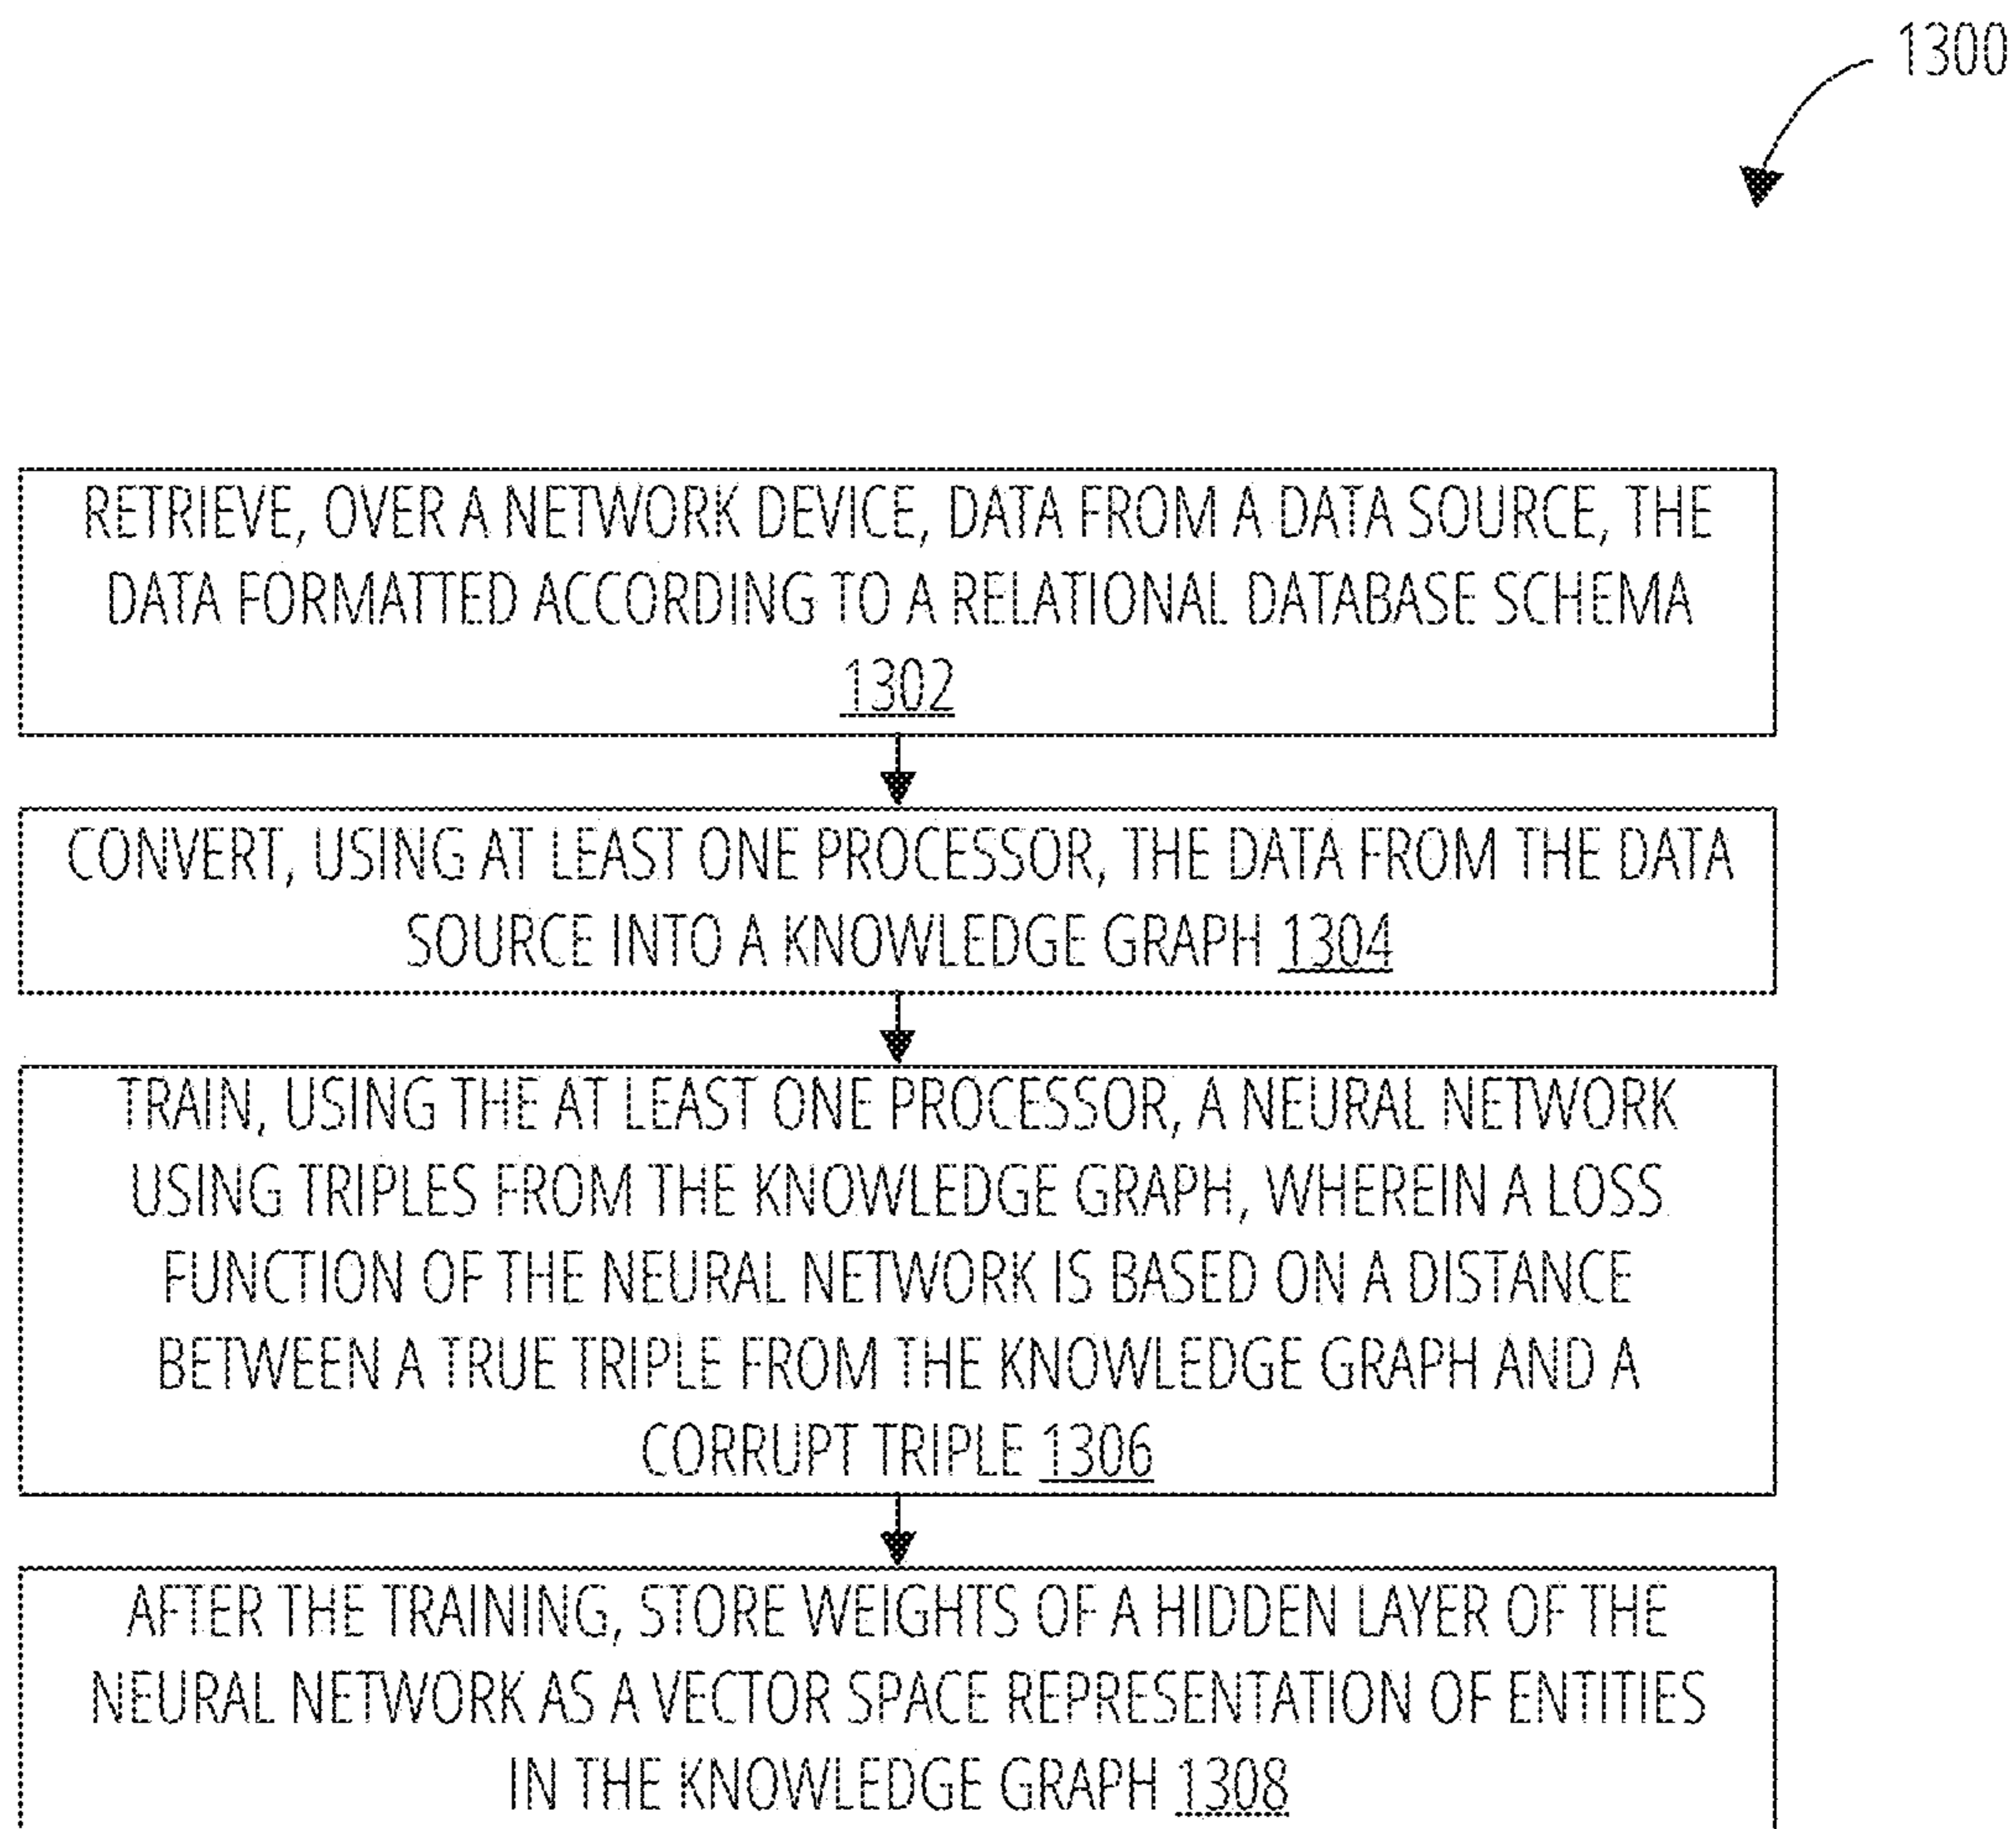 1300
RETRIEVE, OVER A NETWORK DEVICE, DATA FROM A DATA SOURCE, THE
DATA FORMATTED ACCORDING TO A RELATIONAL DATABASE SCHEMA
1302
CONVERT, USING AT LEAST ONE PROCESSOR, THE DATA FROM THE DATA
SOURCE INTO A KNOWLEDGE GRAPH 1304
TRAIN, USING THE AT LEAST ONE PROCESSOR, A NEURAL NETWORK
USING TRIPLES FROM THE KNOWLEDGE GRAPH, WHEREIN A LOSS
FUNCTION OF THE NEURAL NETWORK IS BASED ON A DISTANCE
BETWEEN A TRUE TRIPLE FROM THE KNOWLEDGE GRAPH AND A
CORRUPT TRIPLE 1306
AFTER THE TRAINING, STORE WEIGHTS OF A HIDDEN LAYER OF THE
NEURAL NETWORK AS A VECTOR SPACE REPRESENTATION OF ENTITIES
IN THE KNOWLEDGE GRAPH 1308